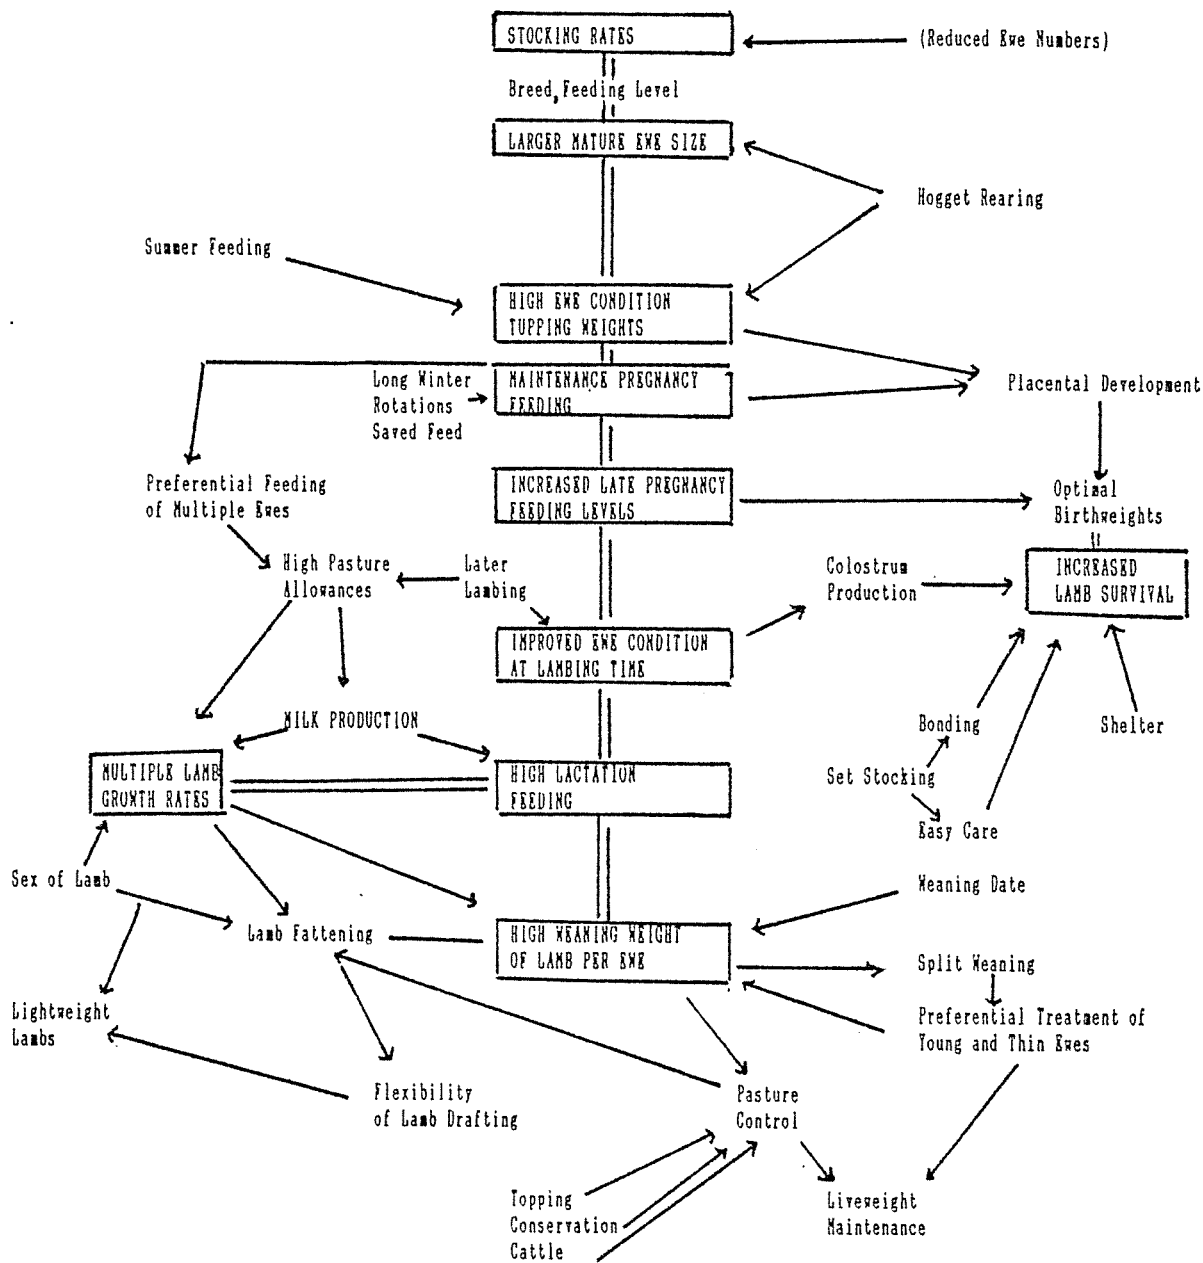 STOCKING RATES
(Reduced Ewe Numbers)
Breed, Feeding Level
LARGER MATURE EWE SIZE
Hogget Rearing
Summer Feeding
HIGH EWE CONDITION
TUPPING WEIGHTS
Long Winter
Rotations
Saved Feed
MAINTENANCE PREGNANCY
FEEDING
Placental Development
Preferential Feeding
of Multiple Ewes
INCREASED LATE PREGNANCY
FEEDING LEVELS
Optimal
Birthweights
High Pasture
Allowances
Later
Lambing
Colostrum
Production
INCREASED
LAMB SURVIVAL
IMPROVED EWE CONDITION
AT LAMBING TIME
MILK PRODUCTION
Bonding
Shelter
MULTIPLE LAMB
GROWTH RATES
HIGH LACTATION
FEEDING
Set Stocking
Easy Care
Sex of Lamb
Weaning Date
Lamb Fattening
HIGH WEANING WEIGHT
OF LAMB PER EWE
Split Weaning
Lightweight
Lambs
Preferential Treatment of
Young and Thin Ewes
Flexibility
of Lamb Drafting
Pasture
Control
Topping
Conservation
Cattle
Liveweight
Maintenance